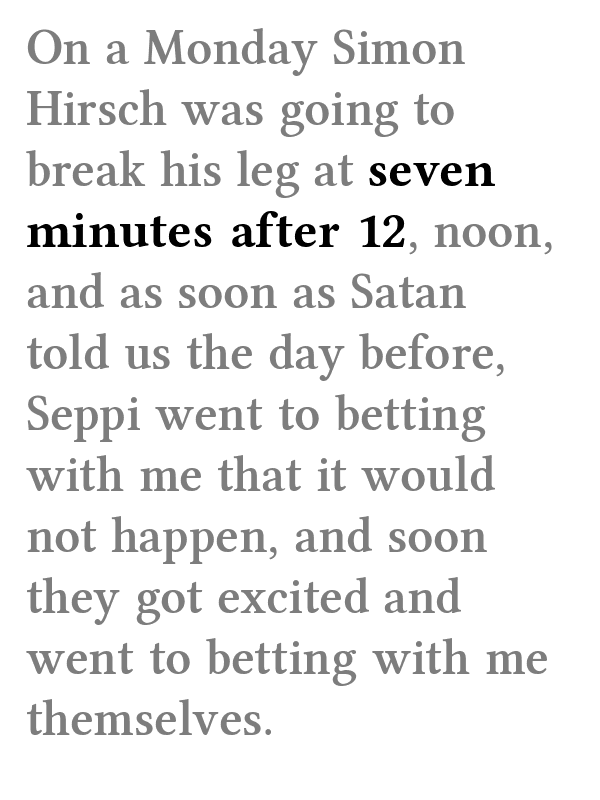 On a Monday Simon
Hirsch was going to
break his leg at seven
minutes after 12, noon,
and as soon as Satan
told us the day before,
Seppi went to betting
with me that it would
not happen, and soon
they got excited and
went to betting with me
themselves.